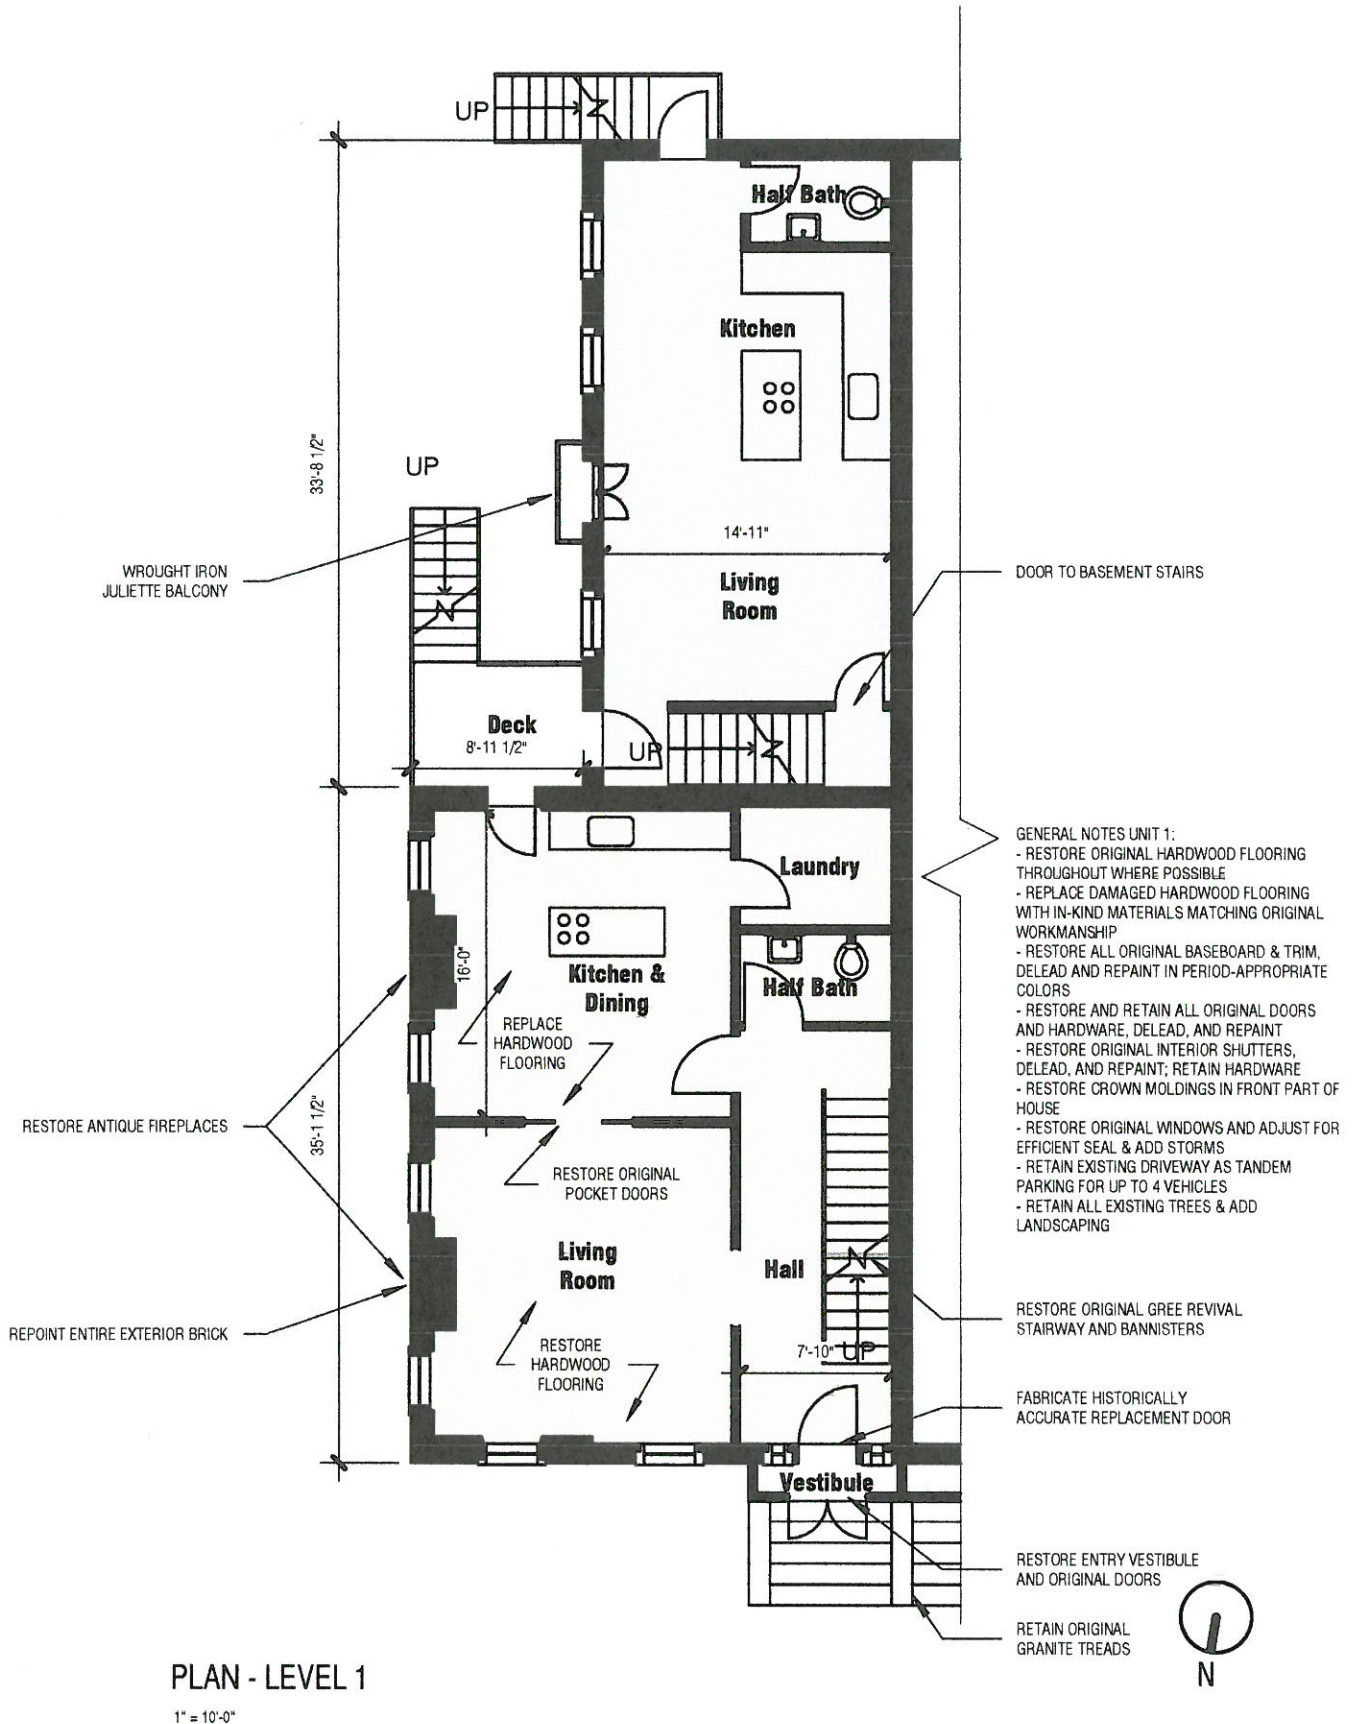 UP
Half Bath
Kitchen
33'-8 1/2"
UP
14'-11"
WROUGHT IRON
JULIETTE BALCONY
Living
Room
DOOR TO BASEMENT STAIRS
Deck
8'-11 1/2"
UP
GENERAL NOTES UNIT 1:
- RESTORE ORIGINAL HARDWOOD FLOORING
THROUGHOUT WHERE POSSIBLE
- REPLACE DAMAGED HARDWOOD FLOORING
WITH IN-KIND MATERIALS MATCHING ORIGINAL
WORKMANSHIP
- RESTORE ALL ORIGINAL BASEBOARD & TRIM,
DELEAD AND REPAINT IN PERIOD-APPROPRIATE
COLORS
- RESTORE AND RETAIN ALL ORIGINAL DOORS
AND HARDWARE, DELEAD, AND REPAINT
- RESTORE ORIGINAL INTERIOR SHUTTERS,
DELEAD, AND REPAINT; RETAIN HARDWARE
- RESTORE CROWN MOLDINGS IN FRONT PART OF
HOUSE
- RESTORE ORIGINAL WINDOWS AND ADJUST FOR
EFFICIENT SEAL & ADD STORMS
- RETAIN EXISTING DRIVEWAY AS TANDEM
PARKING FOR UP TO 4 VEHICLES
- RETAIN ALL EXISTING TREES & ADD
LANDSCAPING
Laundry
16'-0"
Kitchen &
Dining
Half Bath
REPLACE
HARDWOOD
FLOORING
RESTORE ANTIQUE FIREPLACES
35'-1 1/2"
RESTORE ORIGINAL
POCKET DOORS
Living
Room
Hall
REPOINT ENTIRE EXTERIOR BRICK
RESTORE ORIGINAL GREE REVIVAL
STAIRWAY AND BANNISTERS
RESTORE
HARDWOOD
FLOORING
7'-10"
UP
FABRICATE HISTORICALLY
ACCURATE REPLACEMENT DOOR
Vestibule
RESTORE ENTRY VESTIBULE
AND ORIGINAL DOORS
RETAIN ORIGINAL
GRANITE TREADS
N
PLAN - LEVEL 1
1" = 10'-0"